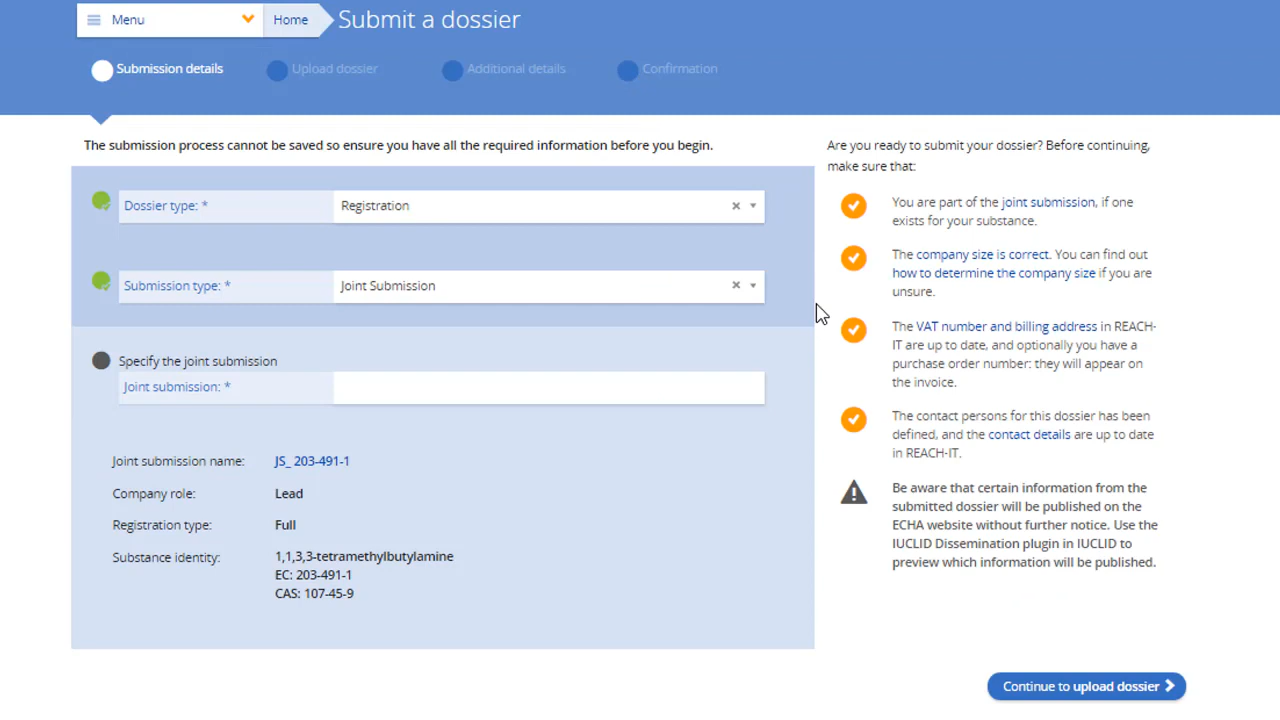 Menu
Home
Submit a dossier
Submission details
Upload dossier
Additional details
Confirmation
The submission process cannot be saved so ensure you have all the required information before you begin.
Dossier type: *
Registration
Submission type: *
Joint Submission
Specify the joint submission
Joint submission: *
Joint submission name:
JS_ 203-491-1
Company role:
Lead
Registration type:
Full
Substance identity:
1,1,3,3-tetramethylbutylamine
EC: 203-491-1
CAS: 107-45-9
Are you ready to submit your dossier? Before continuing,
make sure that:
You are part of the joint submission, if one
exists for your substance.
The company size is correct. You can find out
how to determine the company size if you are
unsure.
The VAT number and billing address in REACH-
IT are up to date, and optionally you have a
purchase order number: they will appear on
the invoice.
The contact persons for this dossier has been
defined, and the contact details are up to date
in REACH-IT.
Be aware that certain information from the
submitted dossier will be published on the
ECHA website without further notice. Use the
IUCLID Dissemination plugin in IUCLID to
preview which information will be published.
Continue to upload dossier